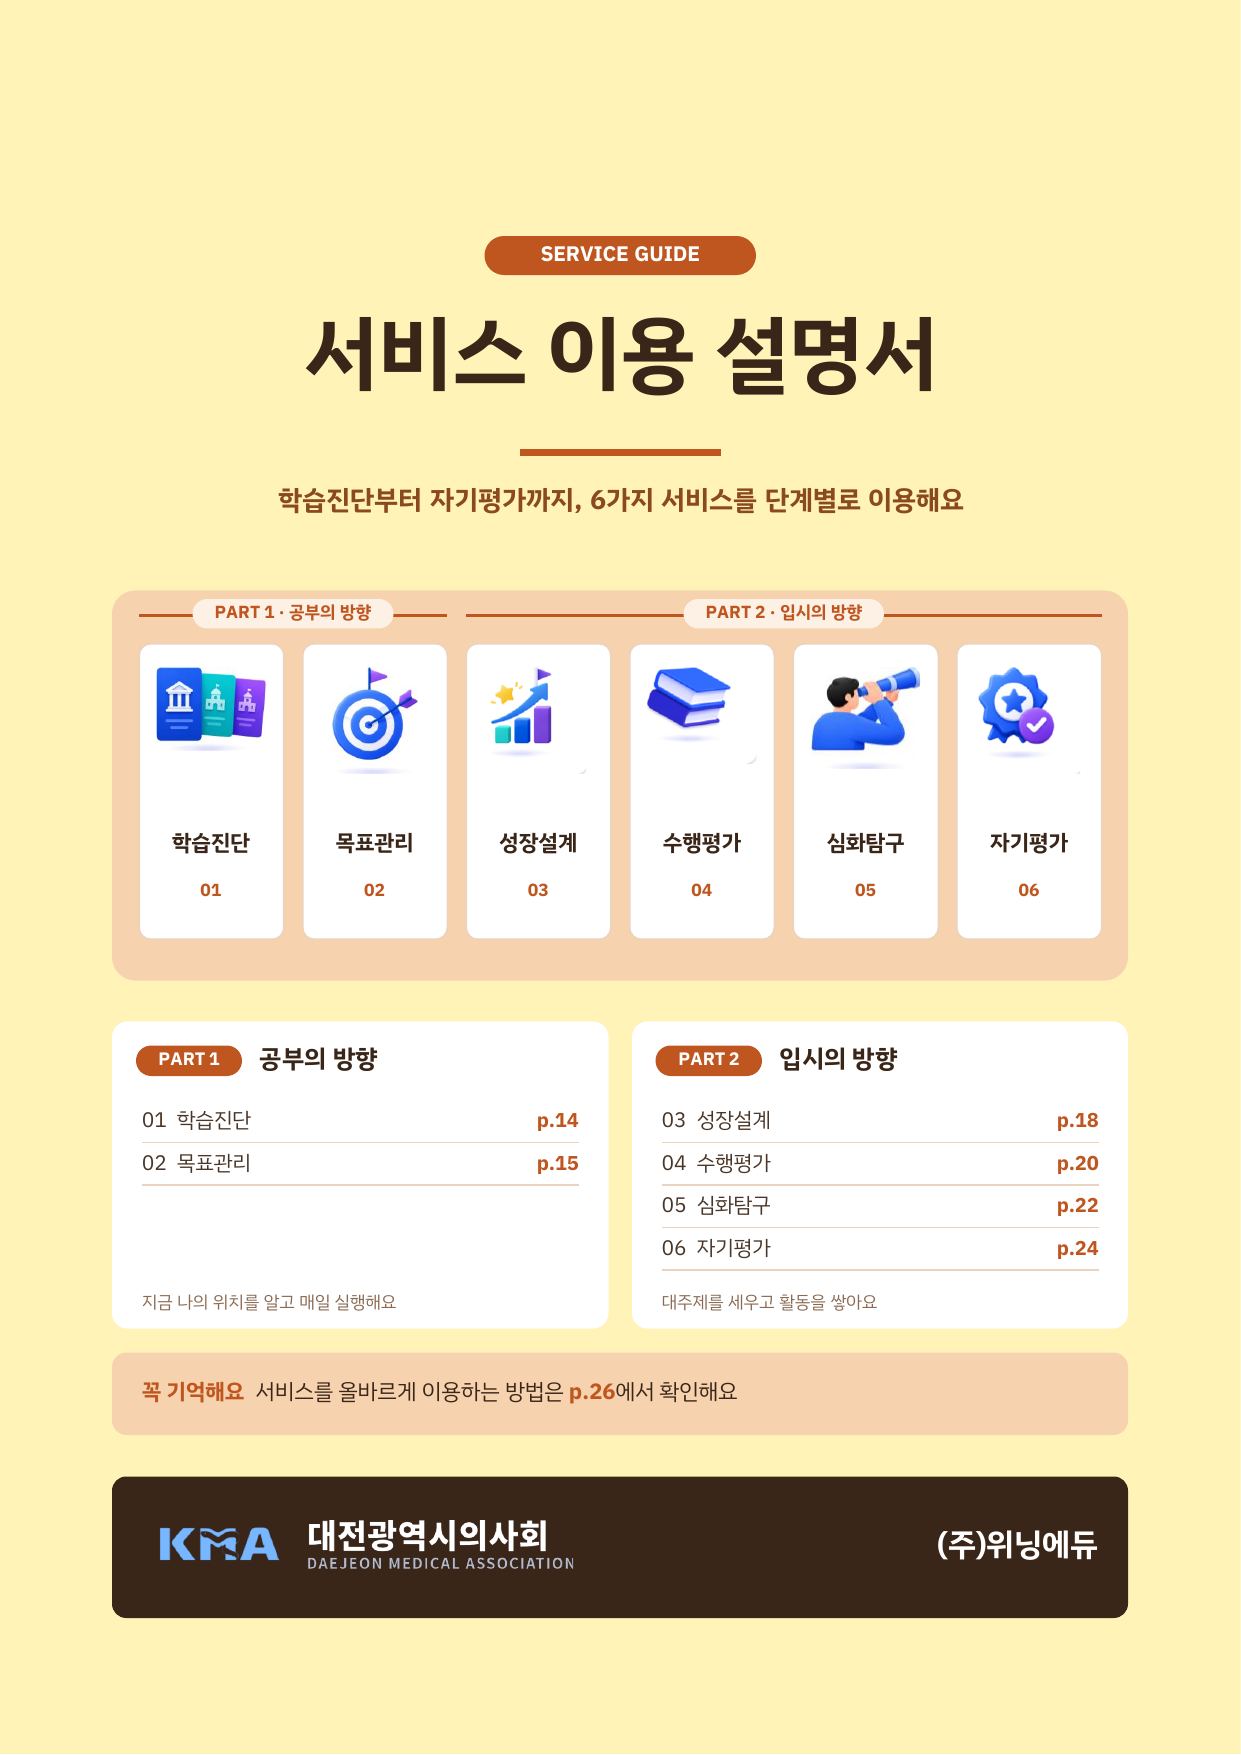 SERVICE GUIDE
서비스 이용 설명서
학습진단부터 자기평가까지, 6가지 서비스를 단계별로 이용해요
PART 1 · 공부의 방향
PART 2 · 입시의 방향
학습진단
01
목표관리
02
성장설계
03
수행평가
04
심화탐구
05
자기평가
06
PART 1 공부의 방향
01 학습진단 p.14
02 목표관리 p.15
지금 나의 위치를 알고 매일 실행해요
PART 2 입시의 방향
03 성장설계 p.18
04 수행평가 p.20
05 심화탐구 p.22
06 자기평가 p.24
대주제를 세우고 활동을 쌓아요
꼭 기억해요 서비스를 올바르게 이용하는 방법은 p.26에서 확인해요
KMA
대전광역시의사회
DAEJEON MEDICAL ASSOCIATION
(주)위닝에듀